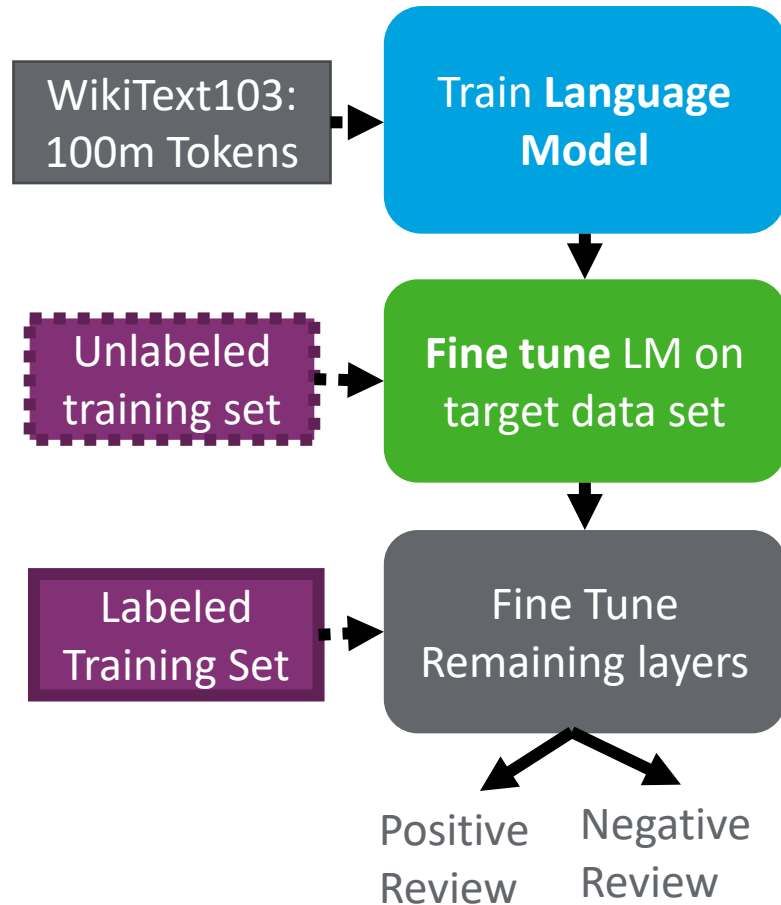 WikiText103:
100m Tokens
Train Language
Model
Unlabeled
training set
Fine tune LM on
target data set
Labeled
Training Set
Fine Tune
Remaining layers
Positive
Review
Negative
Review